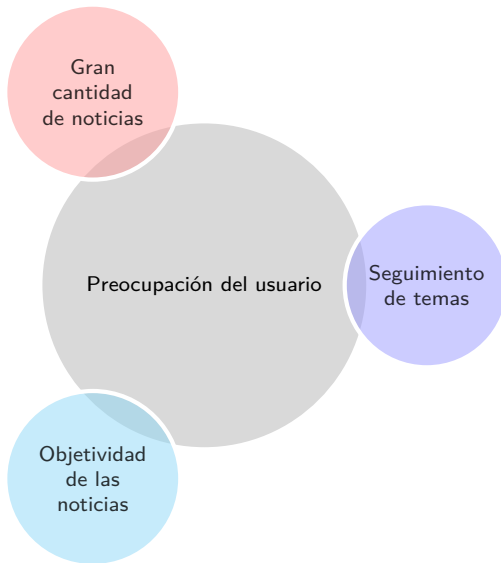 Gran
cantidad
de noticias
Preocupación del usuario
Seguimiento
de temas
Objetividad
de las
noticias